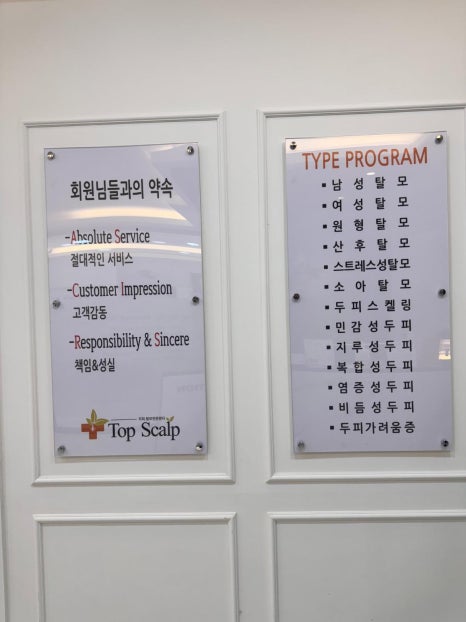 회원님들과의 약속
-Absolute Service
절대적인 서비스
-Customer Impression
고객감동
-Responsibility & Sincere
책임&성실
Top Scalp
TYPE PROGRAM
▪ 남성탈모
▪ 여성탈모
▪ 원형탈모
▪ 산후탈모
▪ 스트레스성탈모
▪ 소아탈모
▪ 두피스켈링
▪ 민감성두피
▪ 지루성두피
▪ 복합성두피
▪ 염증성두피
▪ 비듬성두피
▪ 두피가려움증